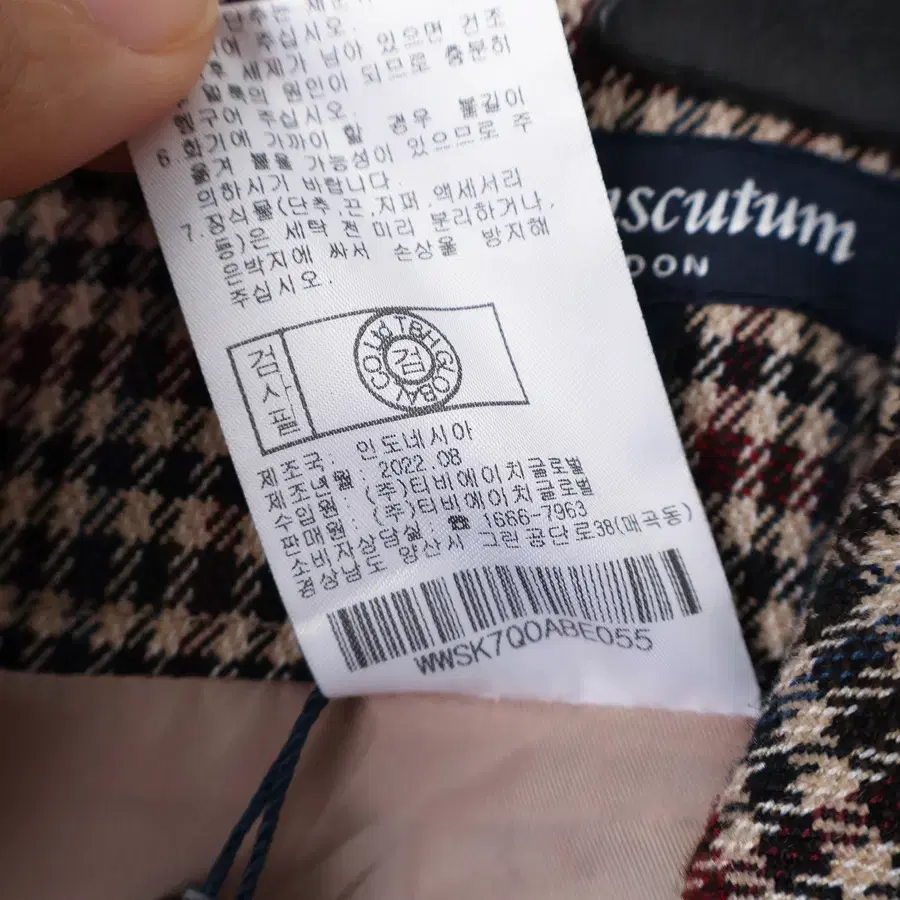 단추는
에 주십시오.
세제가 남아 있으면 건조
얼룩의 원인이 되므로 충분히
헹구어 주십시오.
6. 화기에 가까이 할 경우 불길이
옮겨 붙을 가능성이 있으므로 주
의하시기 바랍니다.
7. 장식물(단추,끈,지퍼,액세서리
등)은 세탁 전 미리 분리하거나,
은박지에 싸서 손상을 방지해
주십시오.
검사필
검
TBH GLOBAL CO.,Ltd
제조국: 인도네시아
제조년월: 2022.08
수입원: (주)티비에이치글로벌
판매원: (주)티비에이치글로벌
소비자상담실: ☎ 1666-7963
경상남도 양산시 그린공단로38(매곡동)
WWSK7Q0ABE055
scutum
DON